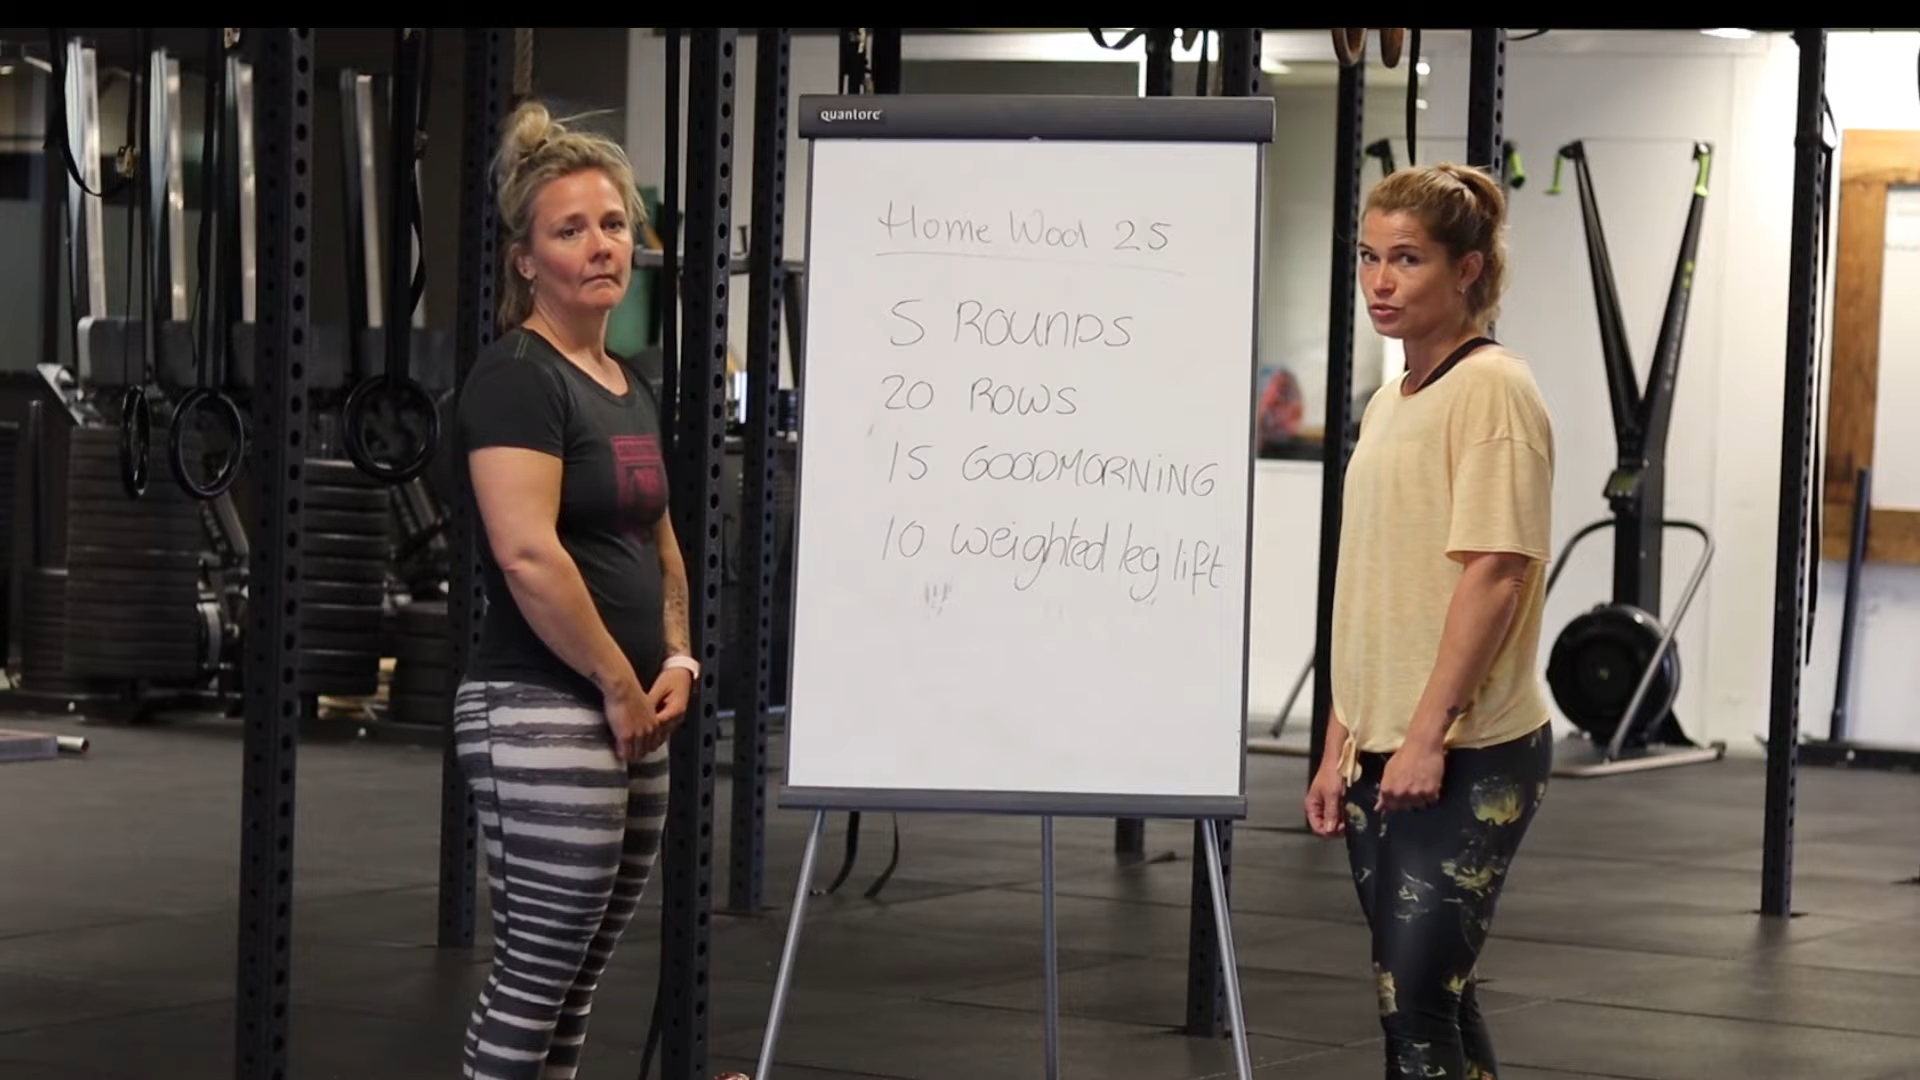 quantore
Home Wod 25
5 ROUNDS
20 ROWS
15 GOODMORNING
10 weighted leg lift